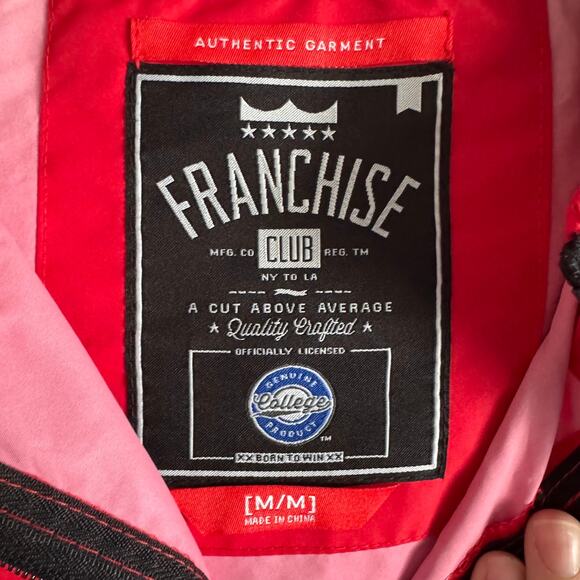 AUTHENTIC GARMENT
FRANCHISE
MFG. CO CLUB REG. TM
NY TO LA
A CUT ABOVE AVERAGE
★ Quality Crafted ★
OFFICIALLY LICENSED
GENUINE
College
PRODUCT
TM
XX BORN TO WIN XX
[M/M]
MADE IN CHINA